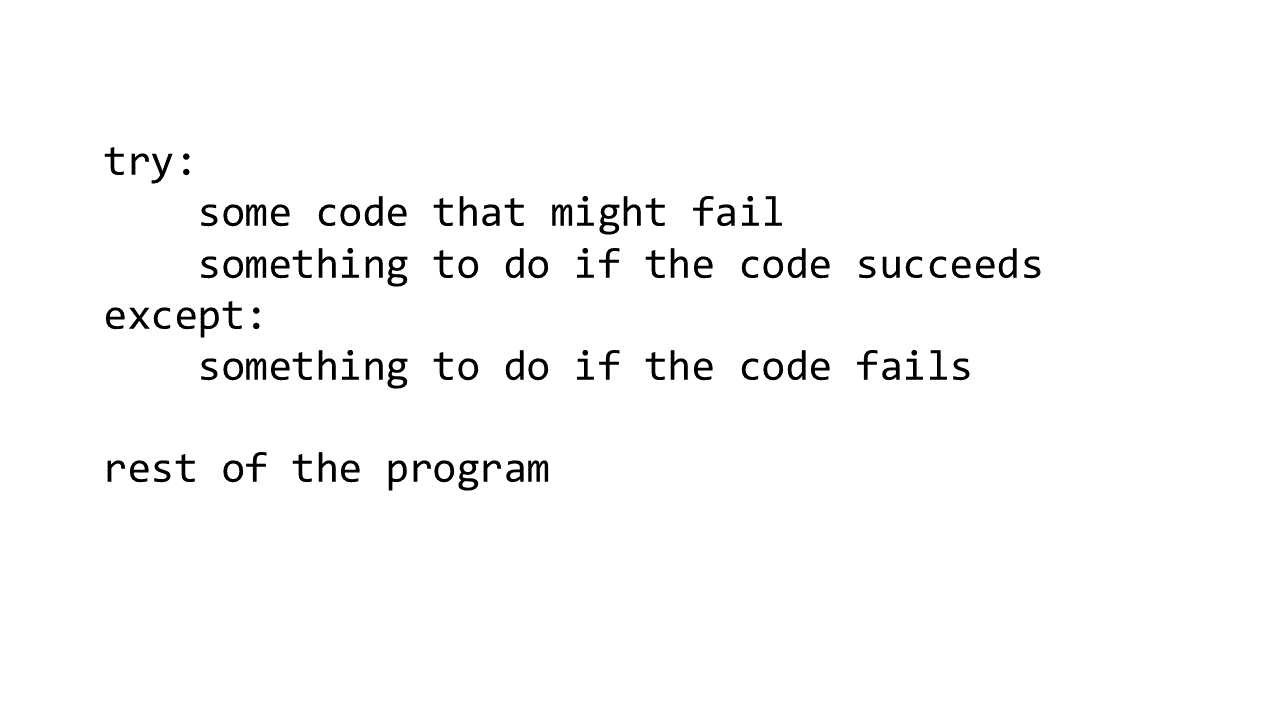 try:
    some code that might fail
    something to do if the code succeeds
except:
    something to do if the code fails

rest of the program